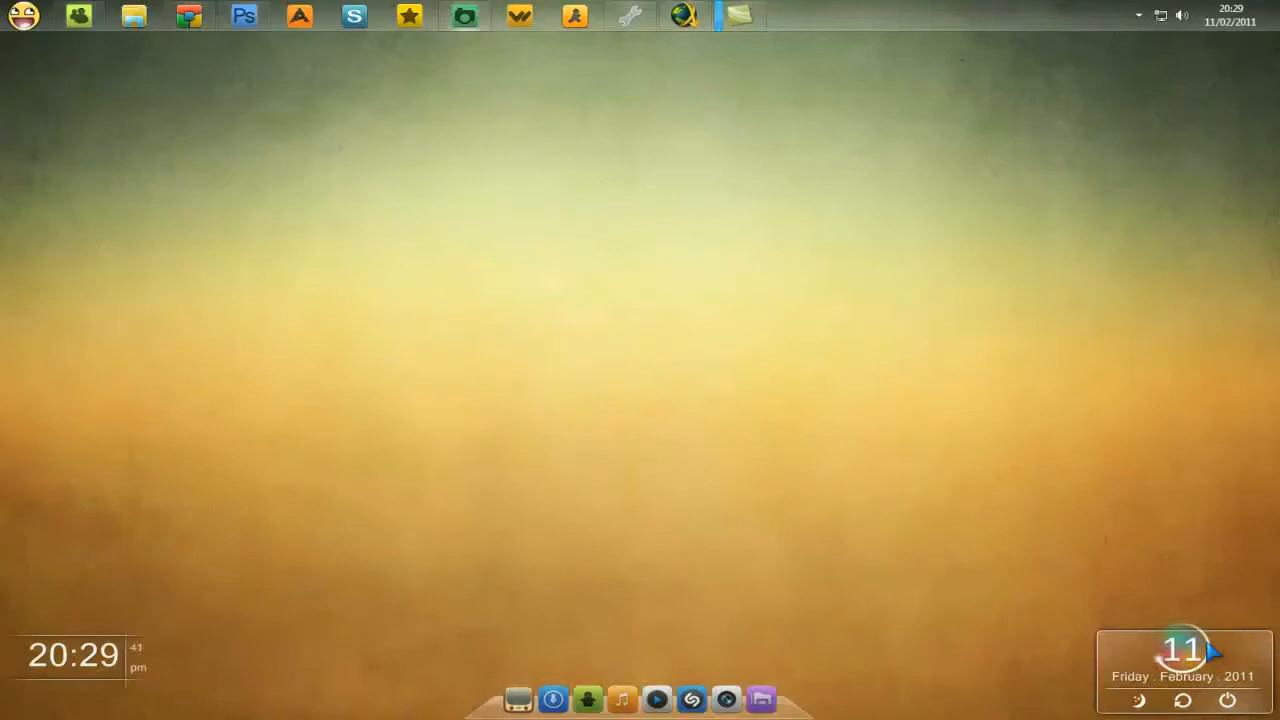 Ps
S
20:29
11/02/2011
20:29
41
pm
11
Friday . February . 2011